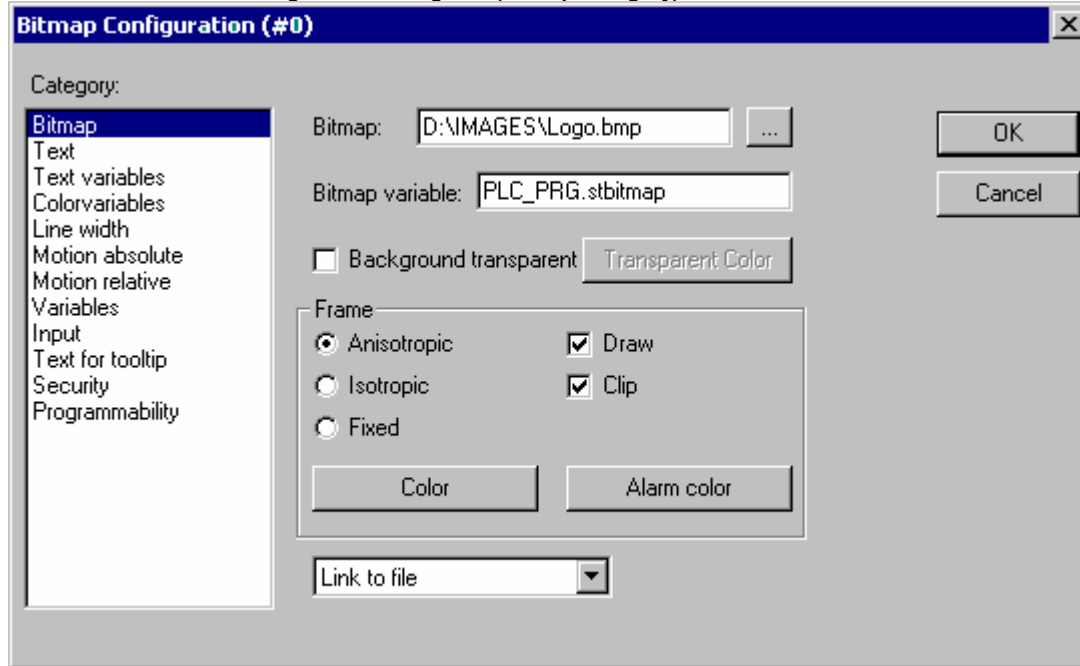 Bitmap Configuration (#0)
Category:
Bitmap
Text
Text variables
Colorvariables
Line width
Motion absolute
Motion relative
Variables
Input
Text for tooltip
Security
Programmability
Bitmap: D:\IMAGES\Logo.bmp ...
Bitmap variable: PLC_PRG.stbitmap
Background transparent Transparent Color
Frame
Anisotropic Draw
Isotropic Clip
Fixed
Color Alarm color
Link to file
OK
Cancel